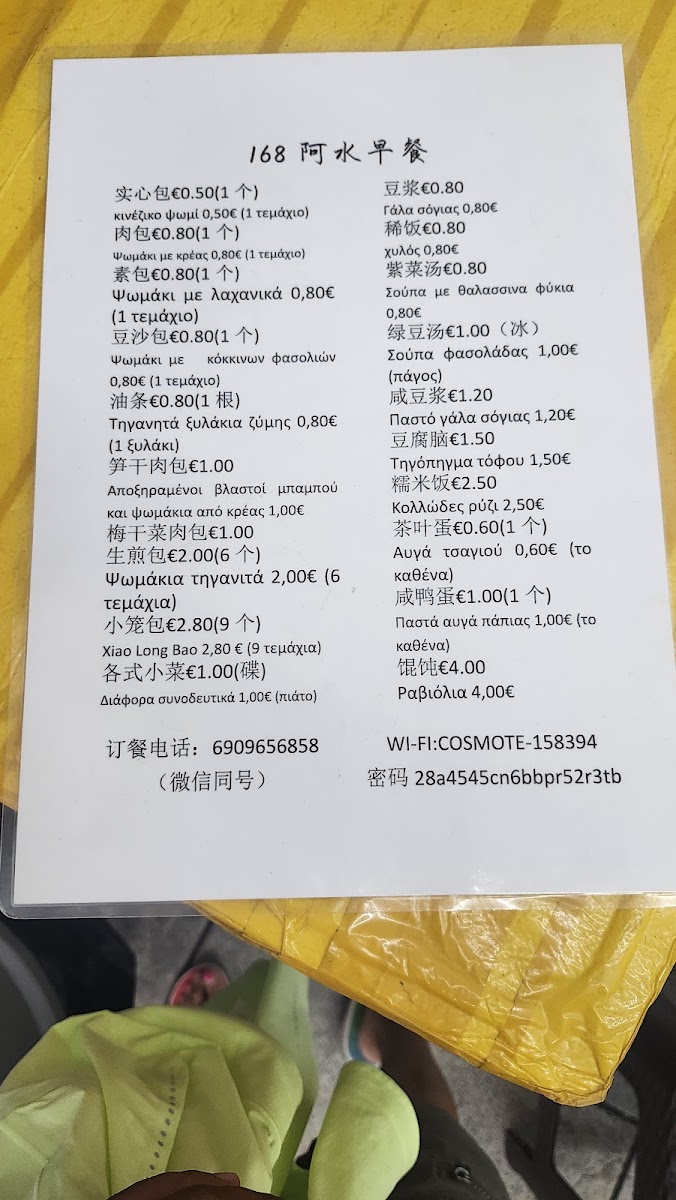 168 阿水早餐
实心包€0.50(1 个)
κινέζικο ψωμί 0,50€ (1 τεμάχιο)
肉包€0.80(1 个)
Ψωμάκι με κρέας 0,80€ (1 τεμάχιο)
素包€0.80(1 个)
Ψωμάκι με λαχανικά 0,80€
(1 τεμάχιο)
豆沙包€0.80(1 个)
Ψωμάκι με κόκκινων φασολιών
0,80€ (1 τεμάχιο)
油条€0.80(1 根)
Τηγανητά ξυλάκια ζύμης 0,80€
(1 ξυλάκι)
笋干肉包€1.00
Αποξηραμένοι βλαστοί μπαμπού
και ψωμάκια από κρέας 1,00€
梅干菜肉包€1.00
生煎包€2.00(6 个)
Ψωμάκια τηγανιτά 2,00€ (6
τεμάχια)
小笼包€2.80(9 个)
Xiao Long Bao 2,80 € (9 τεμάχια)
各式小菜€1.00(碟)
Διάφορα συνοδευτικά 1,00€ (πιάτο)
豆浆€0.80
Γάλα σόγιας 0,80€
稀饭€0.80
χυλός 0,80€
紫菜汤€0.80
Σούπα με θαλασσινα φύκια
0,80€
绿豆汤€1.00（冰）
Σούπα φασολάδας 1,00€
(πάγος)
咸豆浆€1.20
Παστό γάλα σόγιας 1,20€
豆腐脑€1.50
Τηγόπηγμα τόφου 1,50€
糯米饭€2.50
Κολλώδες ρύζι 2,50€
茶叶蛋€0.60(1 个)
Αυγά τσαγιού 0,60€ (το
καθένα)
咸鸭蛋€1.00(1 个)
Παστά αυγά πάπιας 1,00€ (το
καθένα)
馄饨€4.00
Ραβιόλια 4,00€
订餐电话：6909656858
（微信同号）
WI-FI:COSMOTE-158394
密码 28a4545cn6bbpr52r3tb